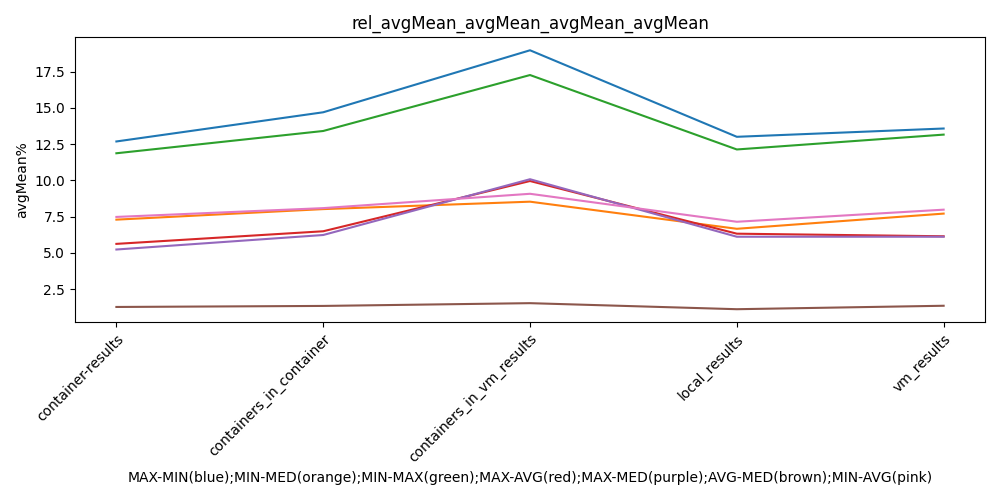 rel_avgMean_avgMean_avgMean_avgMean
avgMean%
17.5
15.0
12.5
10.0
7.5
5.0
2.5
container-results
containers_in_container
containers_in_vm_results
local_results
vm_results
MAX-MIN(blue);MIN-MED(orange);MIN-MAX(green);MAX-AVG(red);MAX-MED(purple);AVG-MED(brown);MIN-AVG(pink)